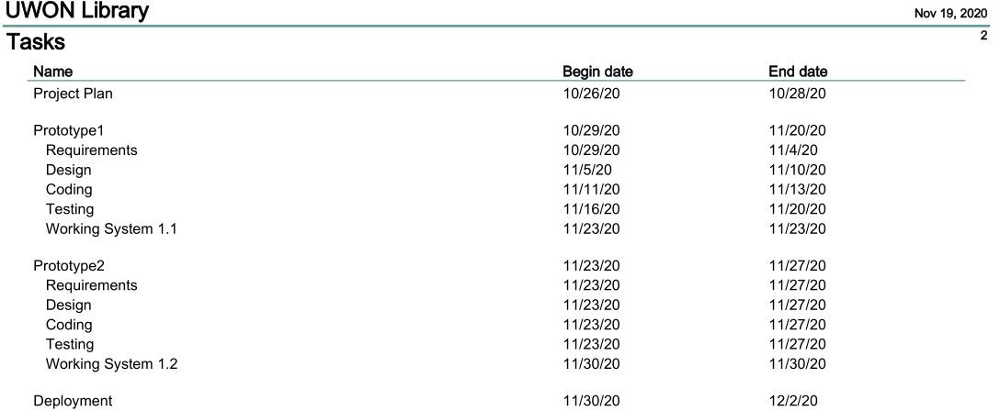 UWON Library
Nov 19, 2020
Tasks
2
Name Begin date End date
Project Plan 10/26/20 10/28/20
Prototype1 10/29/20 11/20/20
Requirements 10/29/20 11/4/20
Design 11/5/20 11/10/20
Coding 11/11/20 11/13/20
Testing 11/16/20 11/20/20
Working System 1.1 11/23/20 11/23/20
Prototype2 11/23/20 11/27/20
Requirements 11/23/20 11/27/20
Design 11/23/20 11/27/20
Coding 11/23/20 11/27/20
Testing 11/23/20 11/27/20
Working System 1.2 11/30/20 11/30/20
Deployment 11/30/20 12/2/20